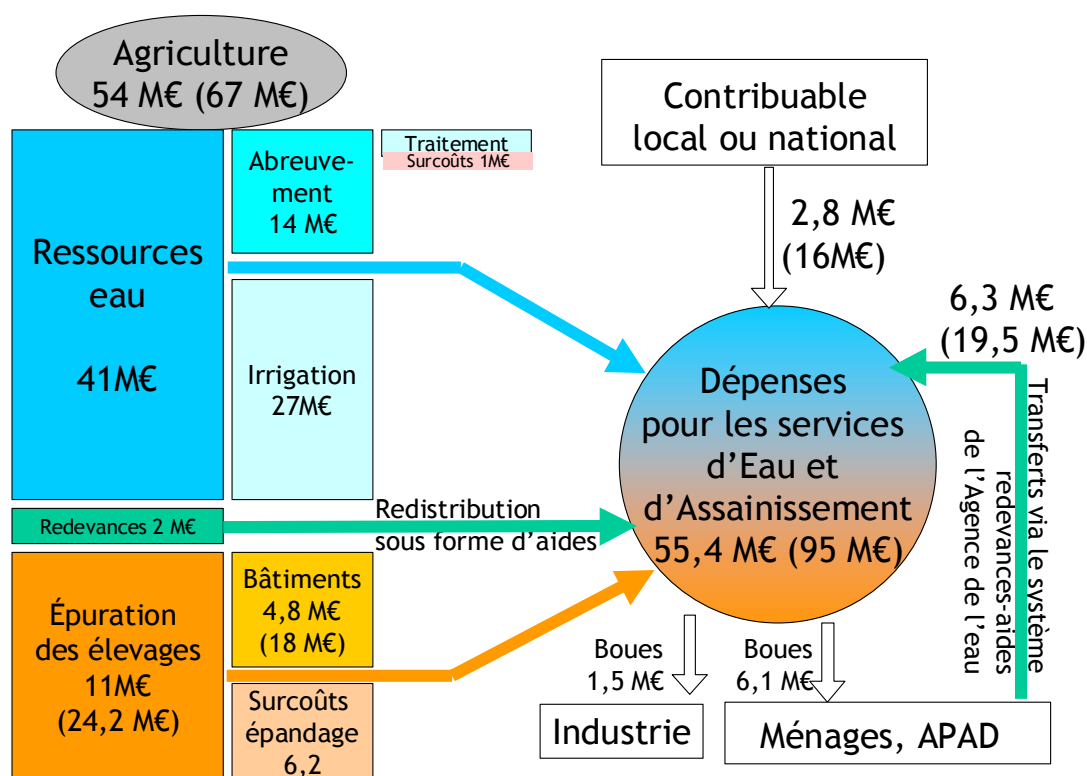 Agriculture
54 M€ (67 M€)
Ressources
eau
41M€
Abreuve-
ment
14 M€
Traitement
Surcoûts 1M€
Irrigation
27M€
Redevances 2 M€
Redistribution
sous forme d’aides
Épuration
des élevages
11M€
(24,2 M€)
Bâtiments
4,8 M€
(18 M€)
Surcoûts
épandage
6,2
Contribuable
local ou national
2,8 M€
(16M€)
Dépenses
pour les services
d’Eau et
d’Assainissement
55,4 M€ (95 M€)
6,3 M€
(19,5 M€)
Transferts via le système
redevances-aides
de l’Agence de l’eau
Boues
1,5 M€
Boues
6,1M€
Industrie
Ménages, APAD